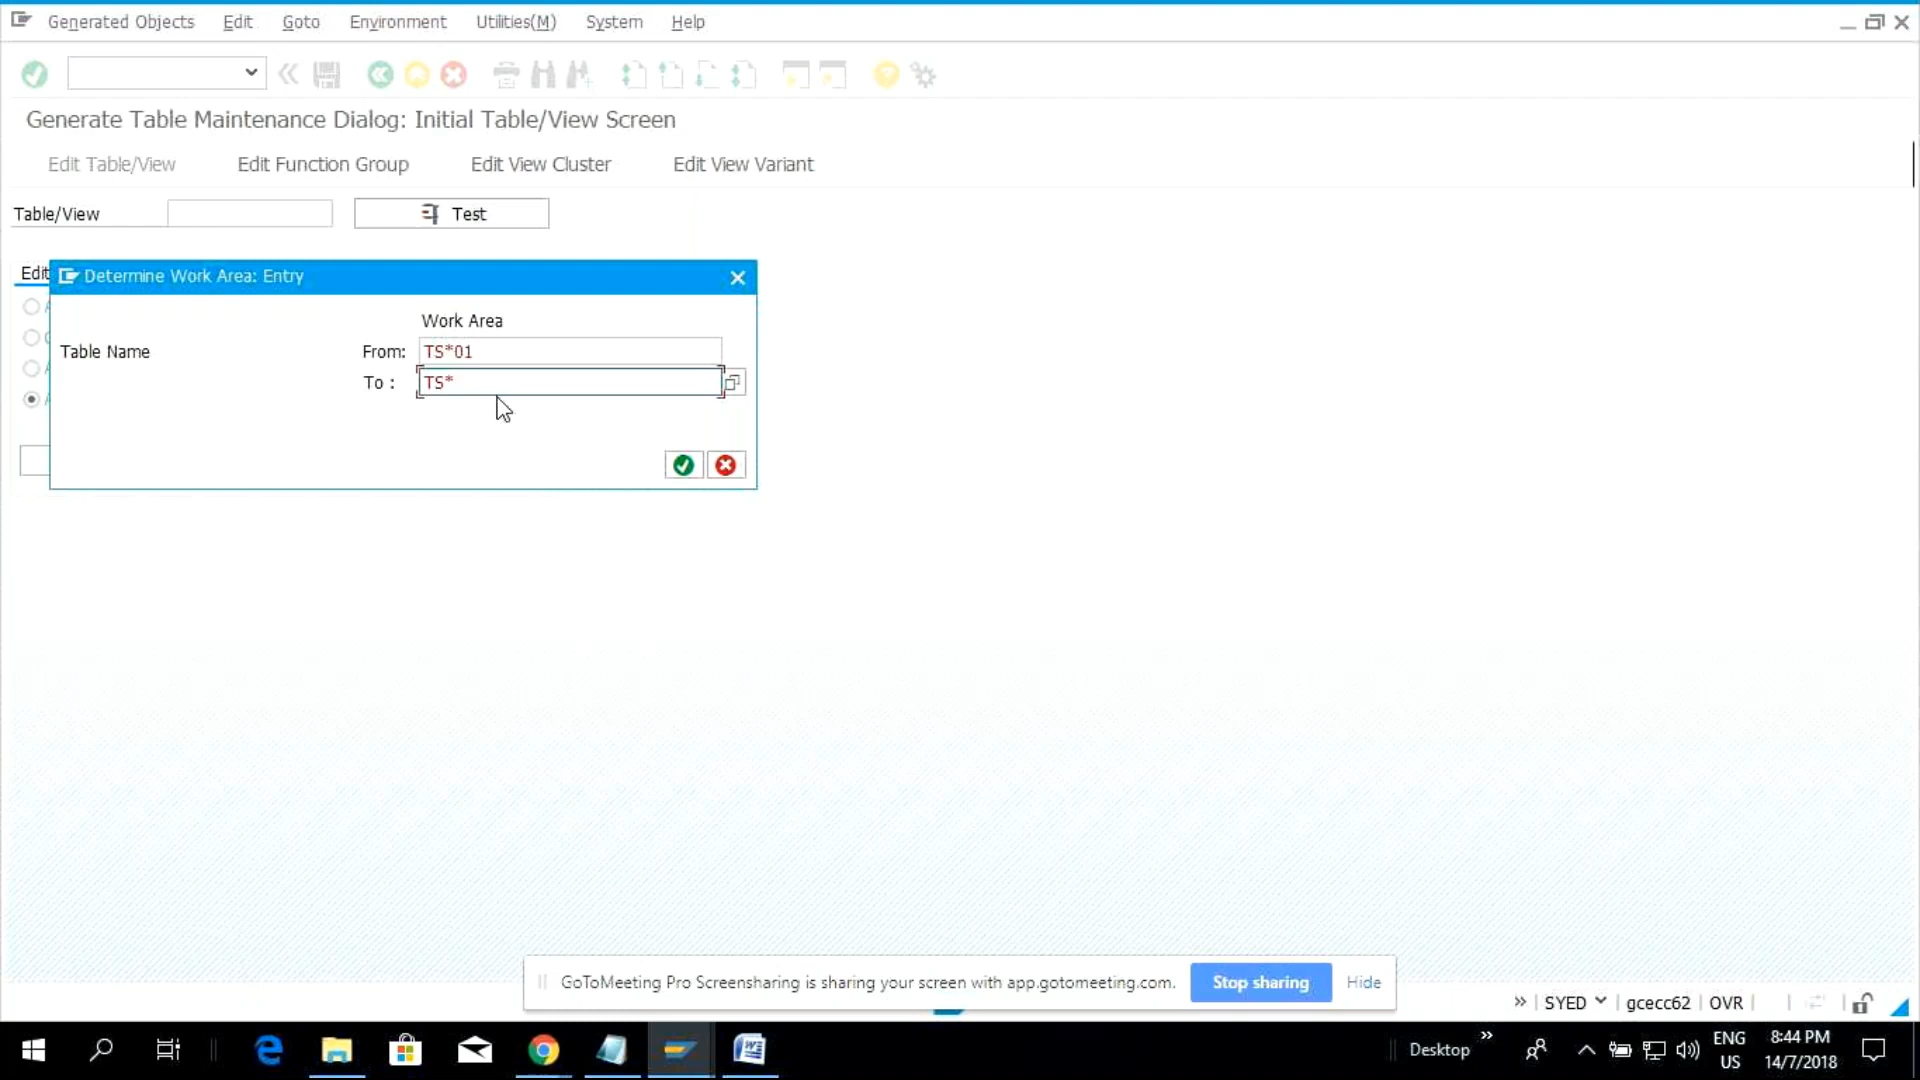 Generated Objects Edit Goto Environment Utilities(M) System Help
Generate Table Maintenance Dialog: Initial Table/View Screen
Edit Table/View Edit Function Group Edit View Cluster Edit View Variant
Table/View Test
Edit
Determine Work Area: Entry
Work Area
Table Name From: TS*01
To : TS*
GoToMeeting Pro Screensharing is sharing your screen with app.gotomeeting.com. Stop sharing Hide
SYED gcecc62 OVR
Desktop ENG US 8:44 PM 14/7/2018